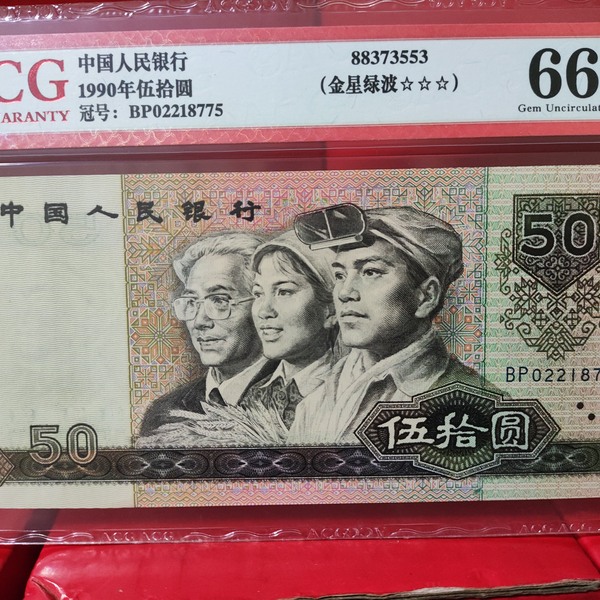 CG
ARANTY
中国人民银行
1990年伍拾圆
冠号：BP02218775
88373553
（金星绿波☆☆☆）
66
Gem Uncirculat
中国人民银行
50
BP0221877
伍拾圆
50